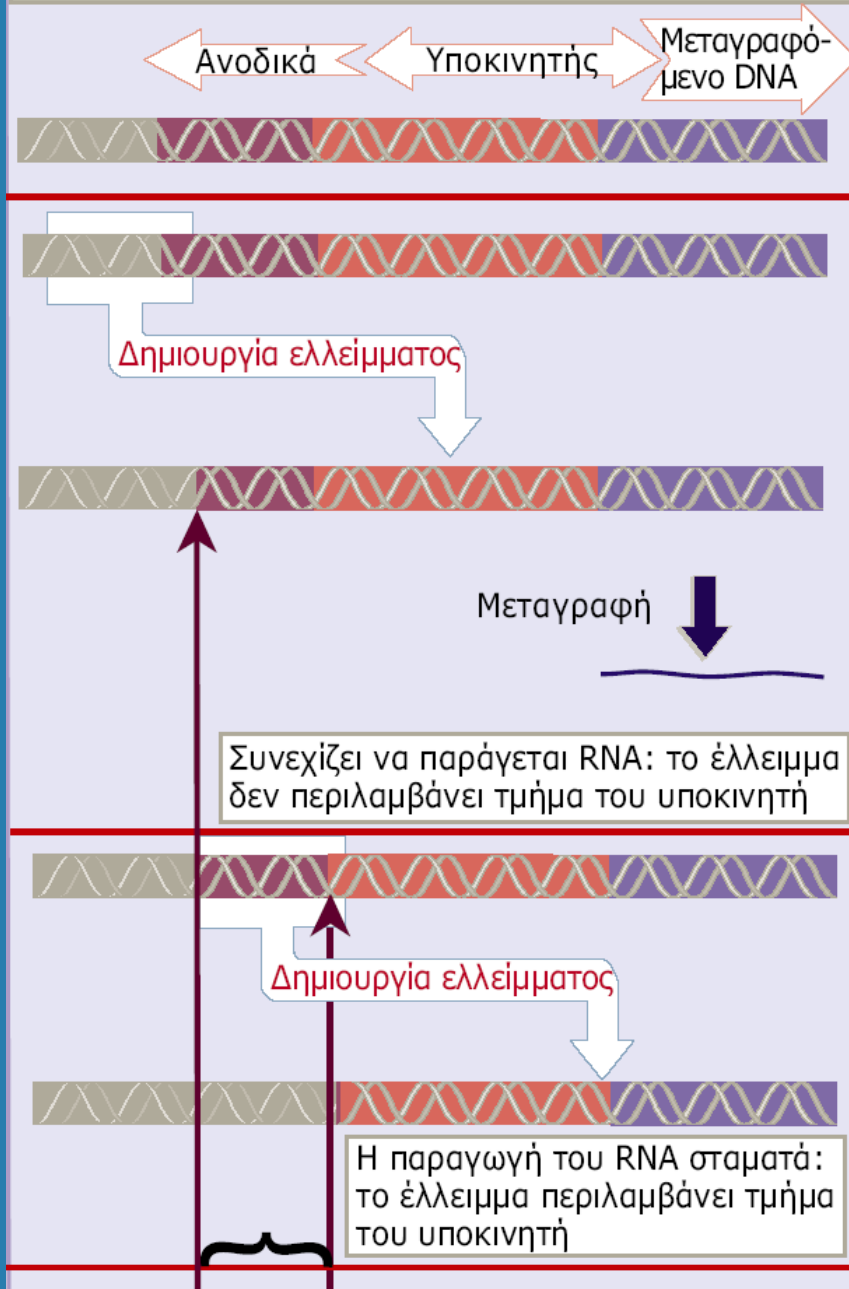 Ανοδικά
Υποκινητής
Μεταγραφό-
μενο DNA
Δημιουργία ελλείμματος
Μεταγραφή
Συνεχίζει να παράγεται RNA: το έλλειμμα
δεν περιλαμβάνει τμήμα του υποκινητή
Δημιουργία ελλείμματος
Η παραγωγή του RNA σταματά:
το έλλειμμα περιλαμβάνει τμήμα
του υποκινητή